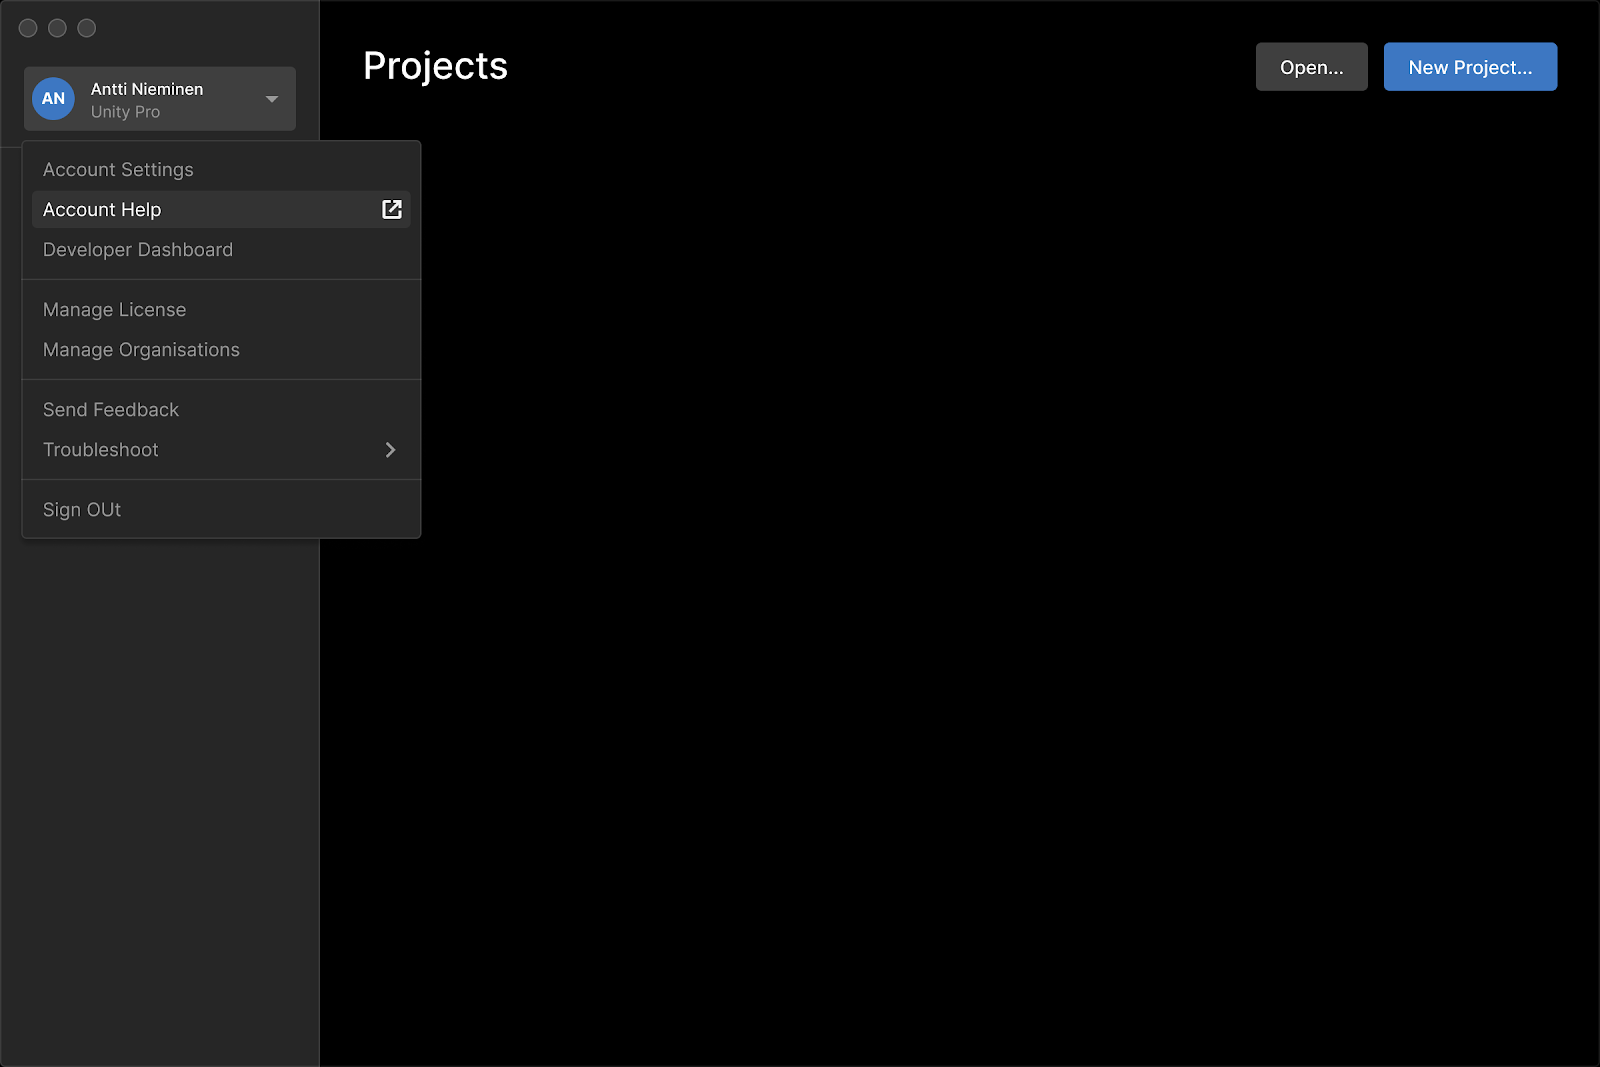 AN
Antti Nieminen
Unity Pro
Projects
Open...
New Project...
Account Settings
Account Help
Developer Dashboard
Manage License
Manage Organisations
Send Feedback
Troubleshoot
Sign OUt